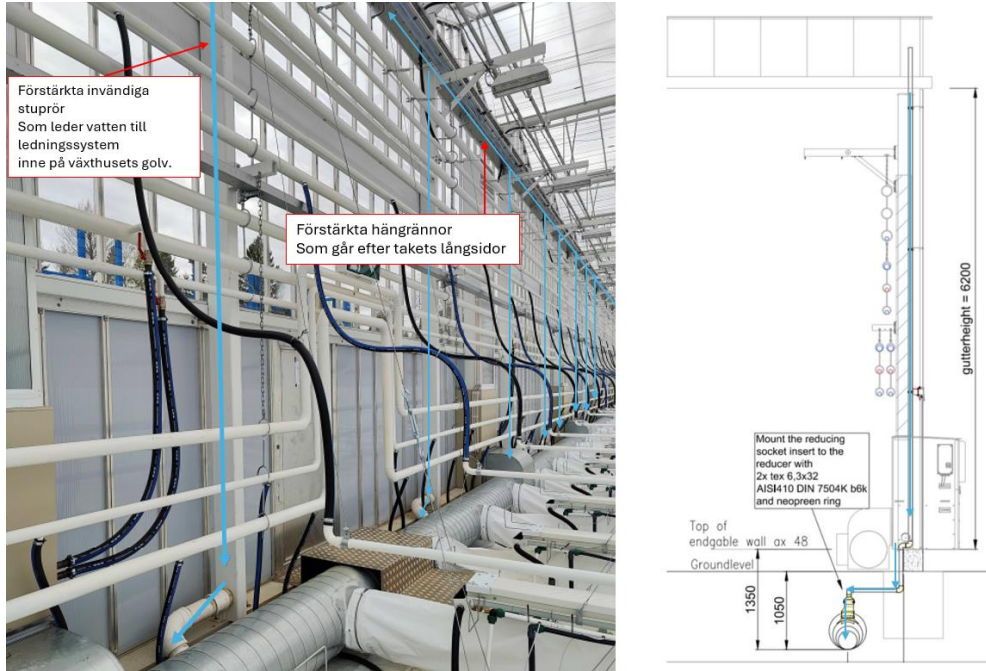 Förstärkta invändiga
stuprör
Som leder vatten till
ledningssystem
inne på växthusets golv.
Förstärkta hängrännor
Som går efter takets långsidor
gutterheight = 6200
Mount the reducing
socket insert to the
reducer with
2x tex 6,3x32
AISI410 DIN 7504K b6k
and neopreen ring
Top of
endgable wall ax 48
Groundlevel
1350
1050